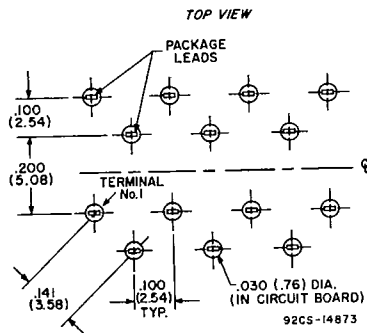 TOP VIEW
PACKAGE
LEADS
.100
(2.54)
.200
(5.08)
℄
TERMINAL
No.1
.141
(3.58)
.100
(2.54)
TYP.
.030 (.76) DIA.
(IN CIRCUIT BOARD)
92CS-14873